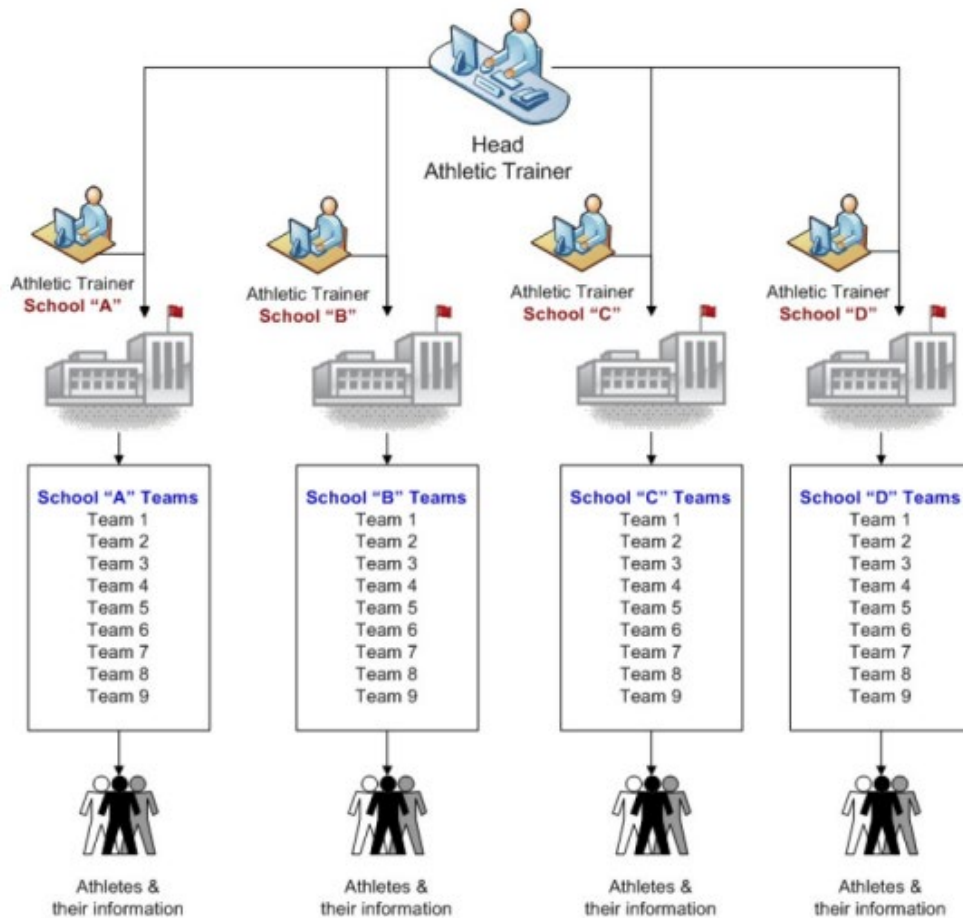 Head
Athletic Trainer
Athletic Trainer
School “A”
Athletic Trainer
School “B”
Athletic Trainer
School “C”
Athletic Trainer
School “D”
School “A” Teams
Team 1
Team 2
Team 3
Team 4
Team 5
Team 6
Team 7
Team 8
Team 9
School “B” Teams
Team 1
Team 2
Team 3
Team 4
Team 5
Team 6
Team 7
Team 8
Team 9
School “C” Teams
Team 1
Team 2
Team 3
Team 4
Team 5
Team 6
Team 7
Team 8
Team 9
School “D” Teams
Team 1
Team 2
Team 3
Team 4
Team 5
Team 6
Team 7
Team 8
Team 9
Athletes &
their information
Athletes &
their information
Athletes &
their information
Athletes &
their information